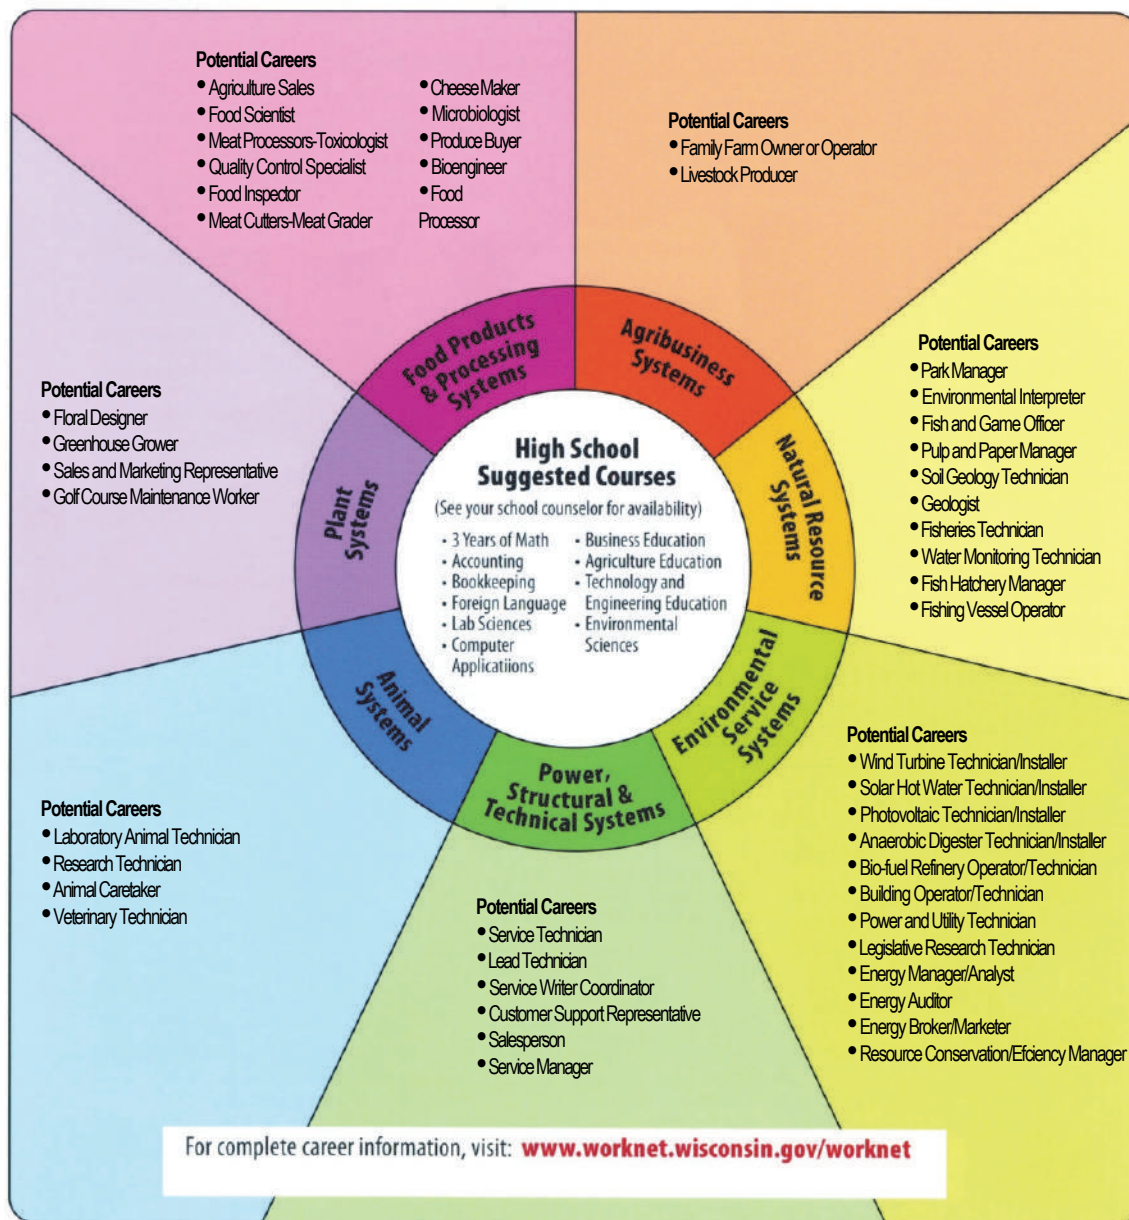 Potential Careers
• Agriculture Sales
• Food Scientist
• Meat Processors-Toxicologist
• Quality Control Specialist
• Food Inspector
• Meat Cutters-Meat Grader
• Cheese Maker
• Microbiologist
• Produce Buyer
• Bioengineer
• Food
Processor
Potential Careers
• Family Farm Owner or Operator
• Livestock Producer
Potential Careers
• Park Manager
• Environmental Interpreter
• Fish and Game Officer
• Pulp and Paper Manager
• Soil Geology Technician
• Geologist
• Fisheries Technician
• Water Monitoring Technician
• Fish Hatchery Manager
• Fishing Vessel Operator
Potential Careers
• Floral Designer
• Greenhouse Grower
• Sales and Marketing Representative
• Golf Course Maintenance Worker
Food Products
& Processing
Systems
Agribusiness
Systems
Natural Resource
Systems
Environmental
Service
Systems
Power,
Structural &
Technical Systems
Animal
Systems
Plant
Systems
High School
Suggested Courses
(See your school counselor for availability)
• 3 Years of Math
• Accounting
• Bookkeeping
• Foreign Language
• Lab Sciences
• Computer
Applicatiions
• Business Education
• Agriculture Education
• Technology and
Engineering Education
• Environmental
Sciences
Potential Careers
• Wind Turbine Technician/Installer
• Solar Hot Water Technician/Installer
• Photovoltaic Technician/Installer
• Anaerobic Digester Technician/Installer
• Bio-fuel Refinery Operator/Technician
• Building Operator/Technician
• Power and Utility Technician
• Legislative Research Technician
• Energy Manager/Analyst
• Energy Auditor
• Energy Broker/Marketer
• Resource Conservation/Efciency Manager
Potential Careers
• Laboratory Animal Technician
• Research Technician
• Animal Caretaker
• Veterinary Technician
Potential Careers
• Service Technician
• Lead Technician
• Service Writer Coordinator
• Customer Support Representative
• Salesperson
• Service Manager
For complete career information, visit: www.worknet.wisconsin.gov/worknet